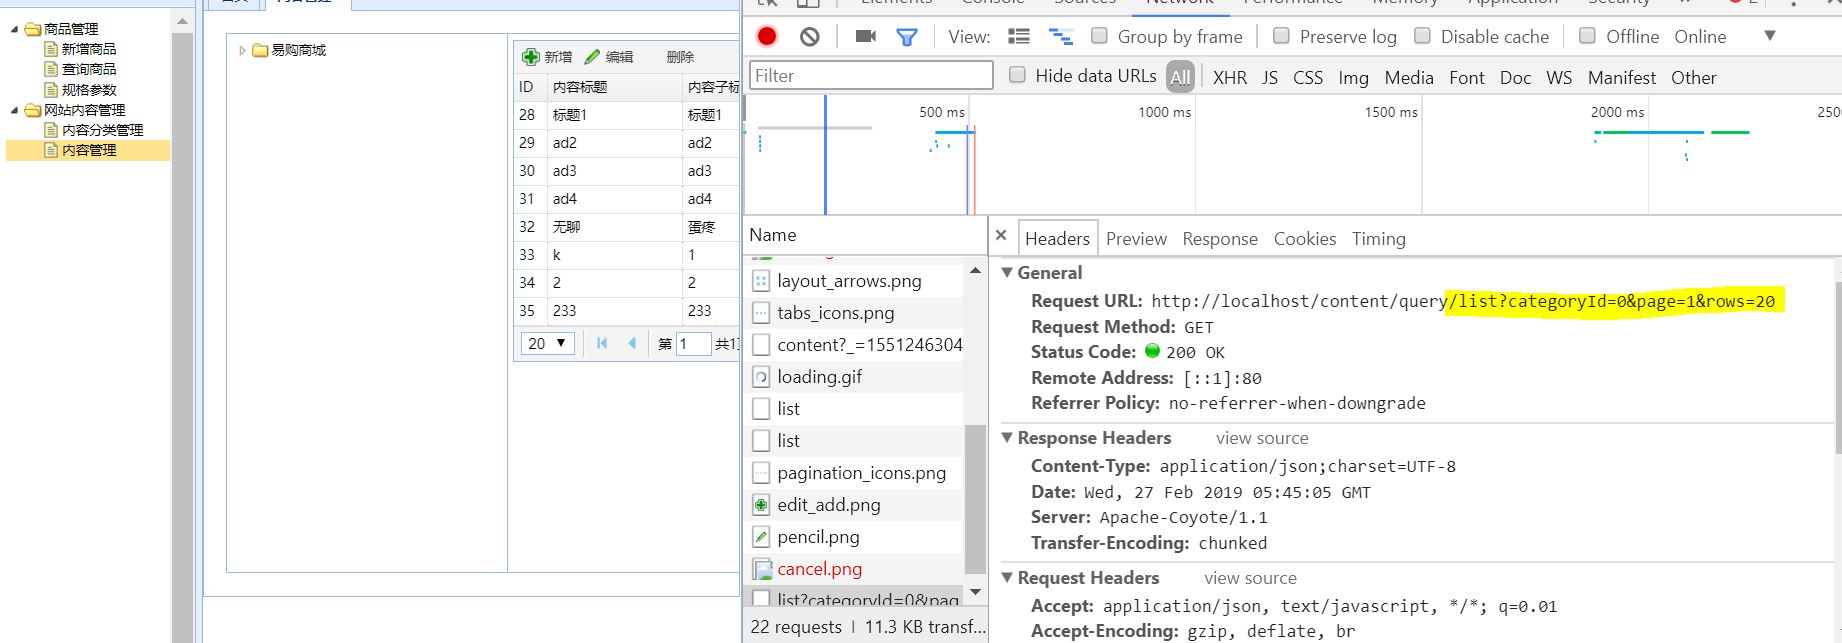 商品管理
新增商品
查询商品
规格参数
网站内容管理
内容分类管理
内容管理
易购商城
新增 编辑 删除
ID 内容标题 内容子标
28 标题1 标题1
29 ad2 ad2
30 ad3 ad3
31 ad4 ad4
32 无聊 蛋疼
33 k 1
34 2 2
35 233 233
20 第 1 共1
Elements Console Sources Network Performance Memory Application Security 2
View: Group by frame Preserve log Disable cache Offline Online
Filter Hide data URLs All XHR JS CSS Img Media Font Doc WS Manifest Other
500 ms 1000 ms 1500 ms 2000 ms 250
Name
layout_arrows.png
tabs_icons.png
content?_=1551246304
loading.gif
list
list
pagination_icons.png
edit_add.png
pencil.png
cancel.png
list?categoryId=0&pag
22 requests | 11.3 KB transf...
Headers Preview Response Cookies Timing
General
Request URL: http://localhost/content/query/list?categoryId=0&page=1&rows=20
Request Method: GET
Status Code: 200 OK
Remote Address: [::1]:80
Referrer Policy: no-referrer-when-downgrade
Response Headers view source
Content-Type: application/json;charset=UTF-8
Date: Wed, 27 Feb 2019 05:45:05 GMT
Server: Apache-Coyote/1.1
Transfer-Encoding: chunked
Request Headers view source
Accept: application/json, text/javascript, */*; q=0.01
Accept-Encoding: gzip, deflate, br